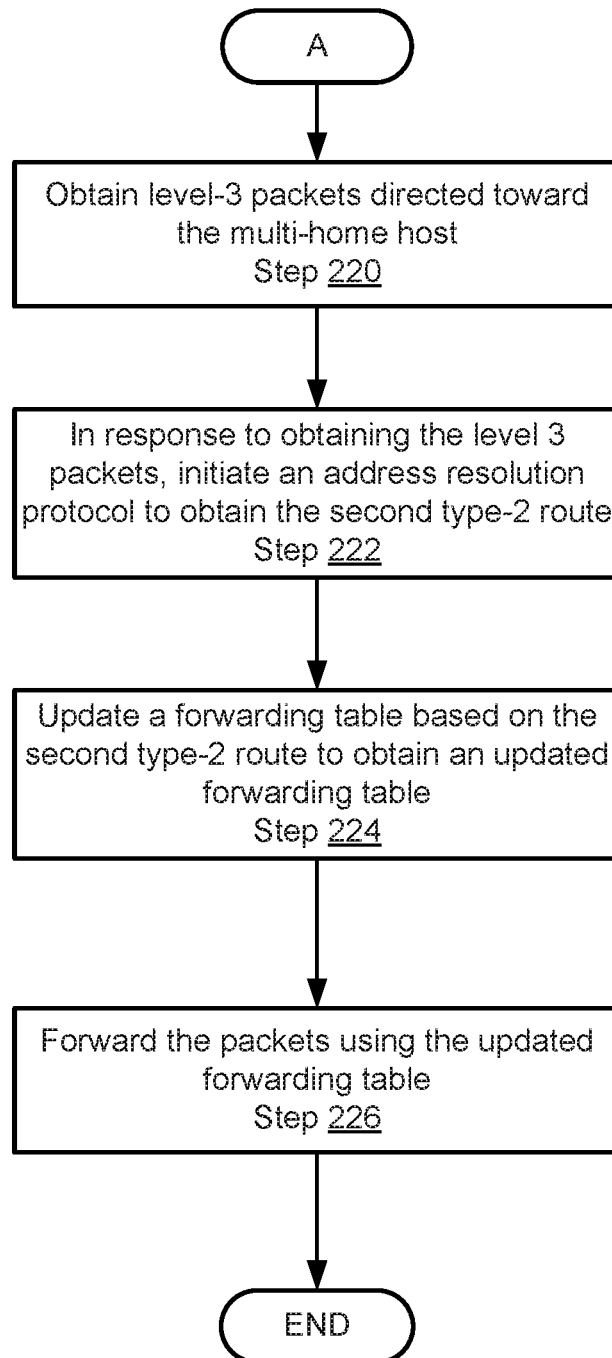 A
Obtain level-3 packets directed toward
the multi-home host
Step 220
In response to obtaining the level 3
packets, initiate an address resolution
protocol to obtain the second type-2 route
Step 222
Update a forwarding table based on the
second type-2 route to obtain an updated
forwarding table
Step 224
Forward the packets using the updated
forwarding table
Step 226
END